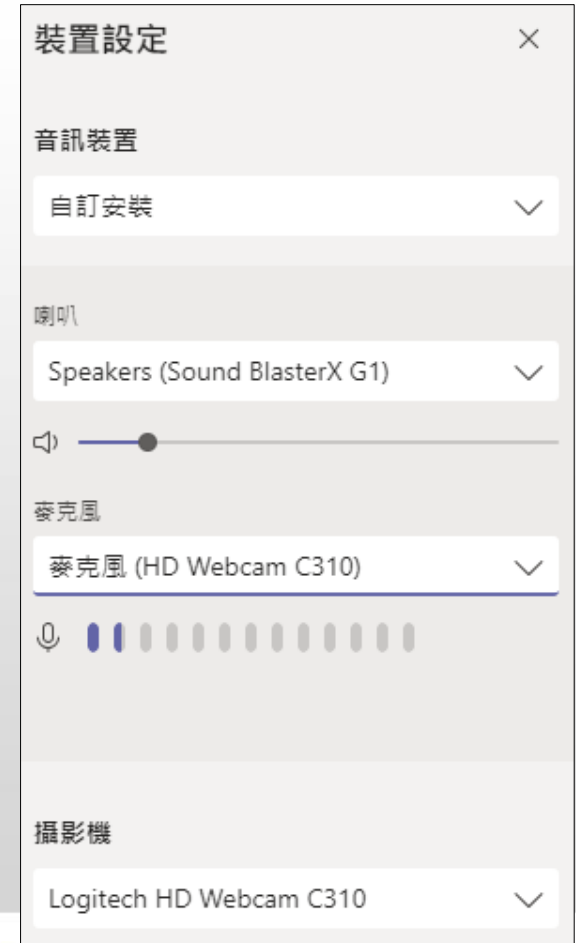 裝置設定
音訊裝置
自訂安裝
喇叭
Speakers (Sound BlasterX G1)
麥克風
麥克風 (HD Webcam C310)
攝影機
Logitech HD Webcam C310